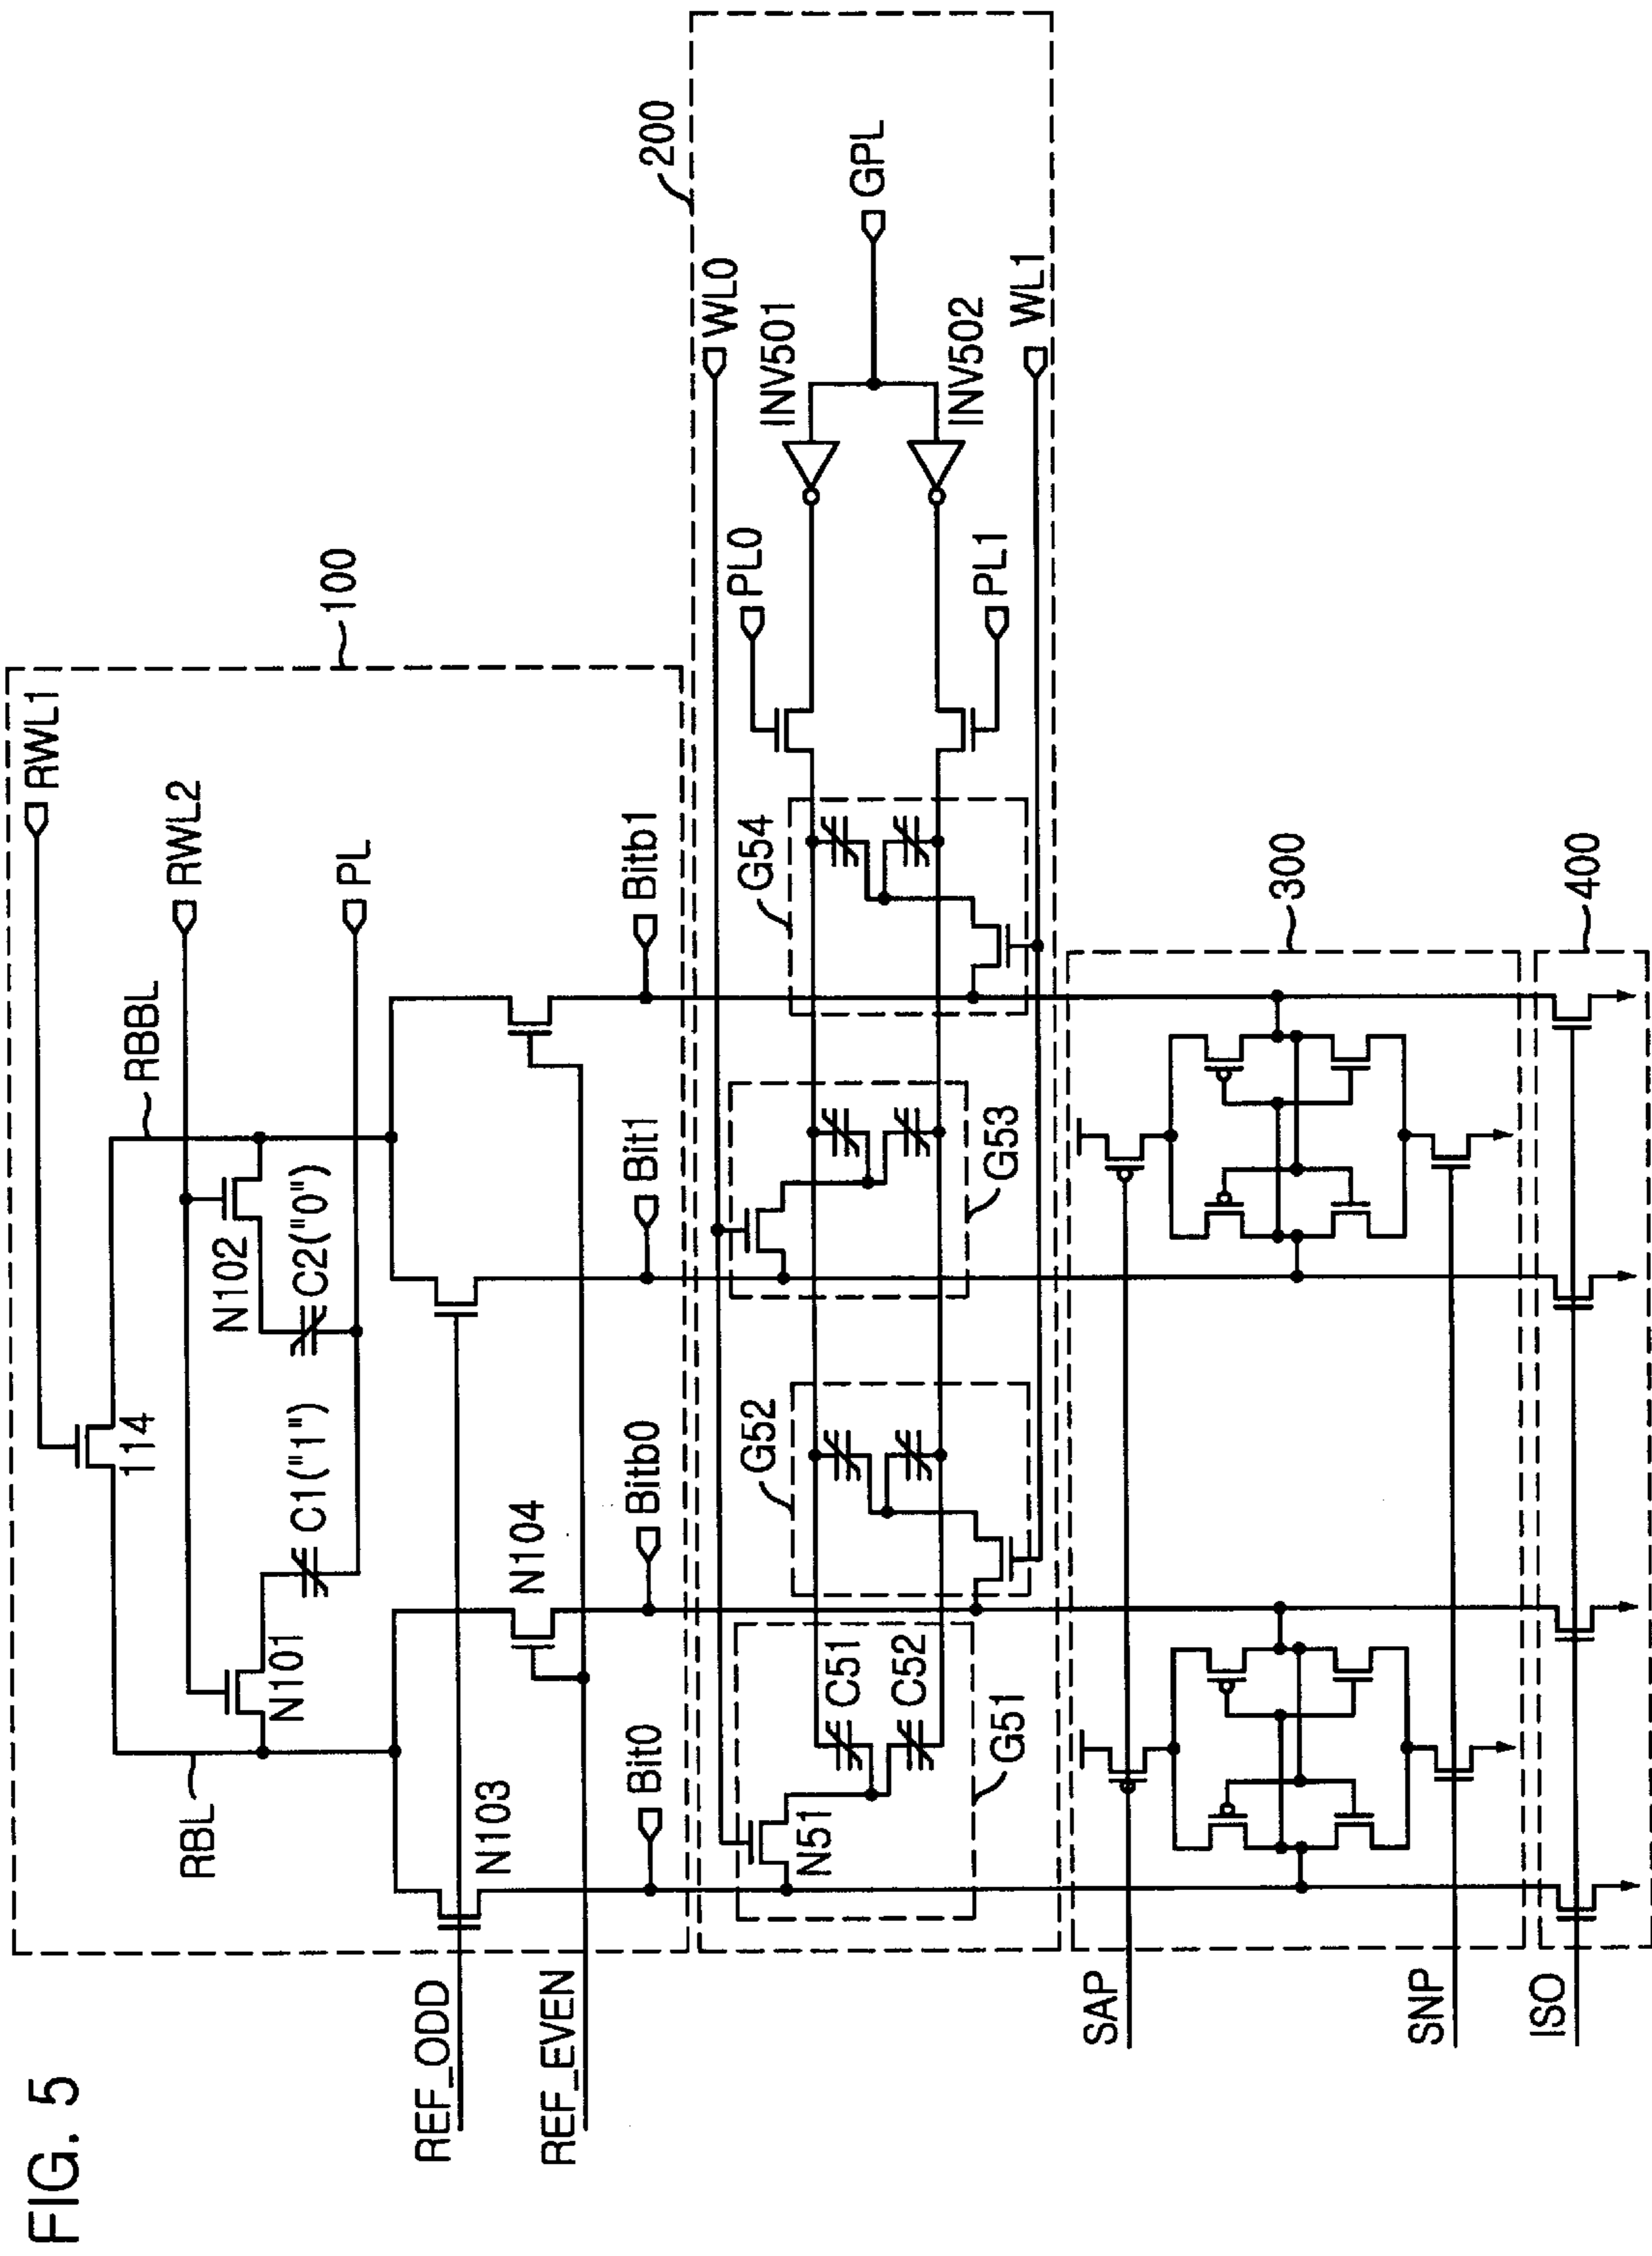 FIG. 5
RWL1
100
RBBL
RWL2
PL
114
N102
C2("0")
C1("1")
N101
RBL
N103
N104
REF_ODD
REF_EVEN
Bit0
Bitb0
Bit1
Bitb1
200
WL0
GPL
INV501
INV502
WL1
PL0
PL1
G54
G53
G52
G51
C51
C52
N51
300
SAP
SNP
400
ISO